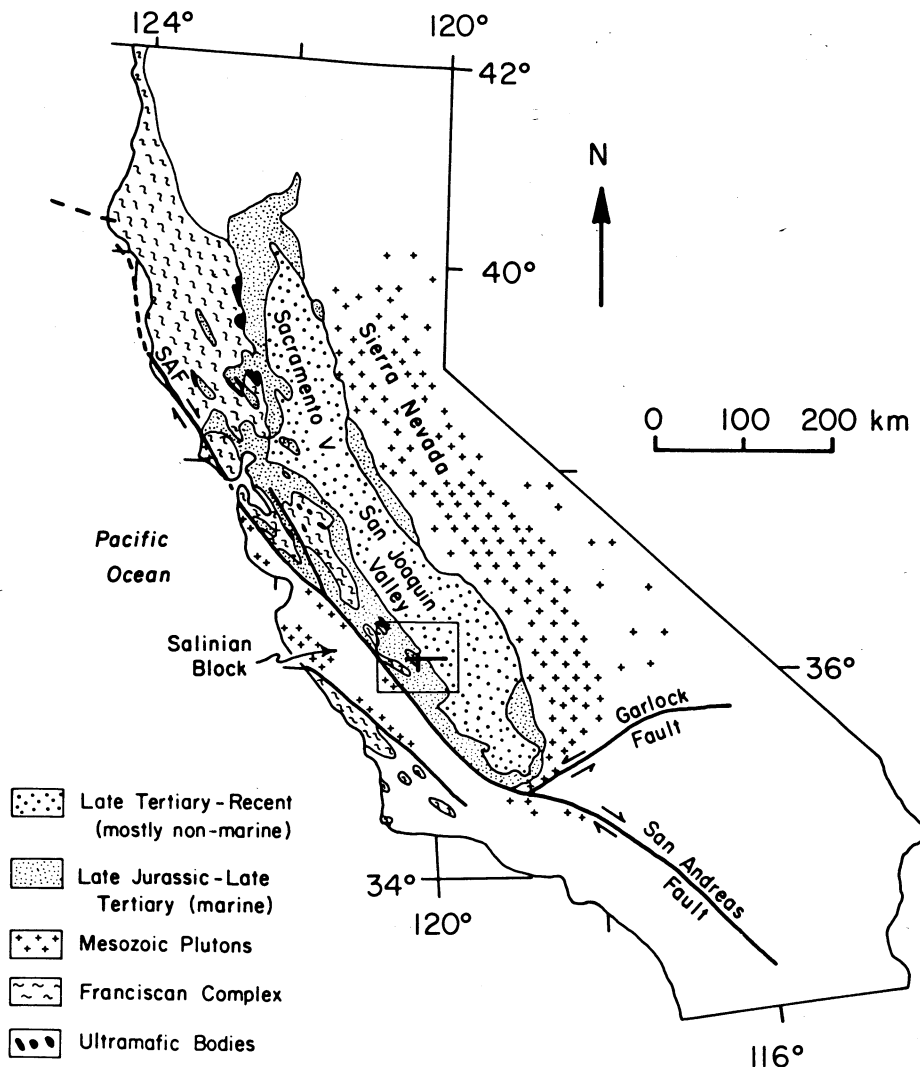 124°
120°
42°
N
40°
Sacramento V.
Sierra Nevada
SAF
0 100 200 km
San Joaquin
Valley
Pacific
Ocean
Salinian
Block
36°
Garlock
Fault
San Andreas
Fault
Late Tertiary-Recent
(mostly non-marine)
Late Jurassic-Late
Tertiary (marine)
Mesozoic Plutons
Franciscan Complex
Ultramafic Bodies
34°
120°
116°